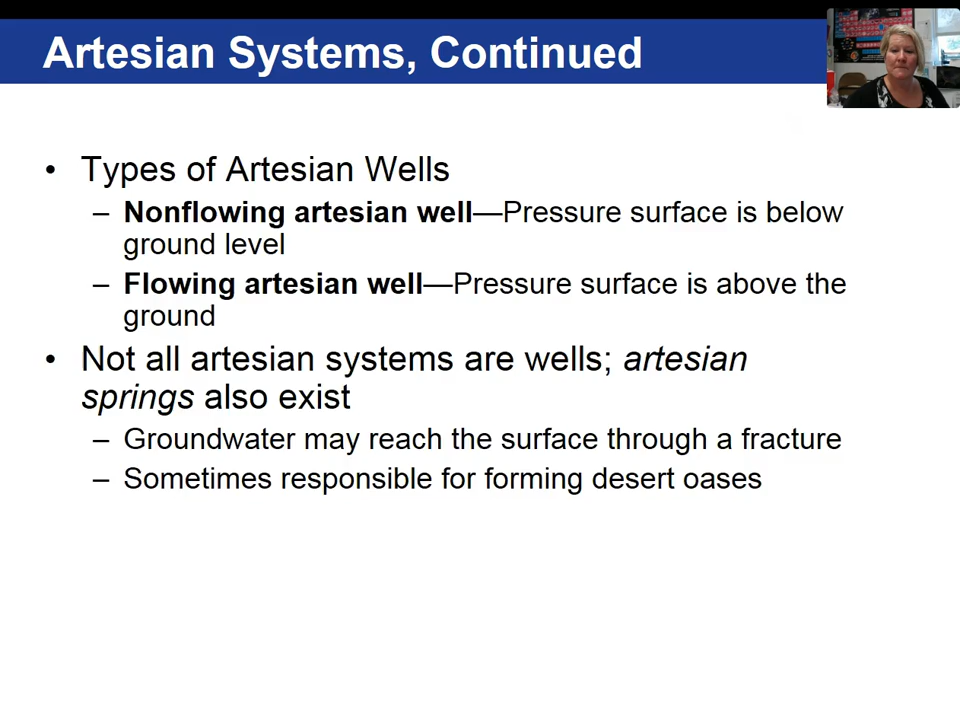 Artesian Systems, Continued
• Types of Artesian Wells
– Nonflowing artesian well—Pressure surface is below
ground level
– Flowing artesian well—Pressure surface is above the
ground
• Not all artesian systems are wells; artesian
springs also exist
– Groundwater may reach the surface through a fracture
– Sometimes responsible for forming desert oases